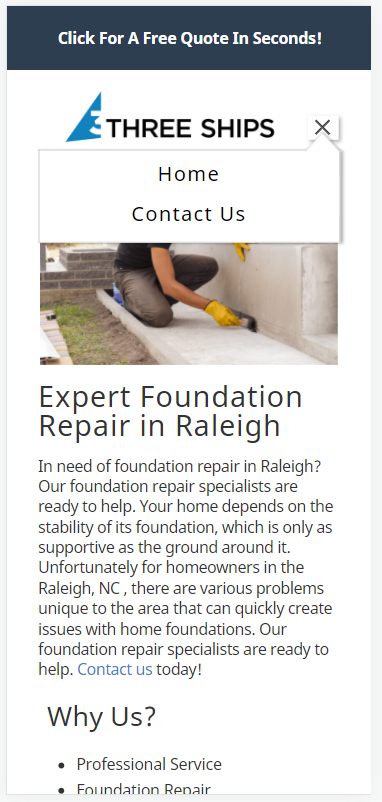 Click For A Free Quote In Seconds!
THREE SHIPS
Home
Contact Us
Expert Foundation
Repair in Raleigh
In need of foundation repair in Raleigh?
Our foundation repair specialists are
ready to help. Your home depends on the
stability of its foundation, which is only as
supportive as the ground around it.
Unfortunately for homeowners in the
Raleigh, NC , there are various problems
unique to the area that can quickly create
issues with home foundations. Our
foundation repair specialists are ready to
help. Contact us today!
Why Us?
Professional Service
Foundation Repair